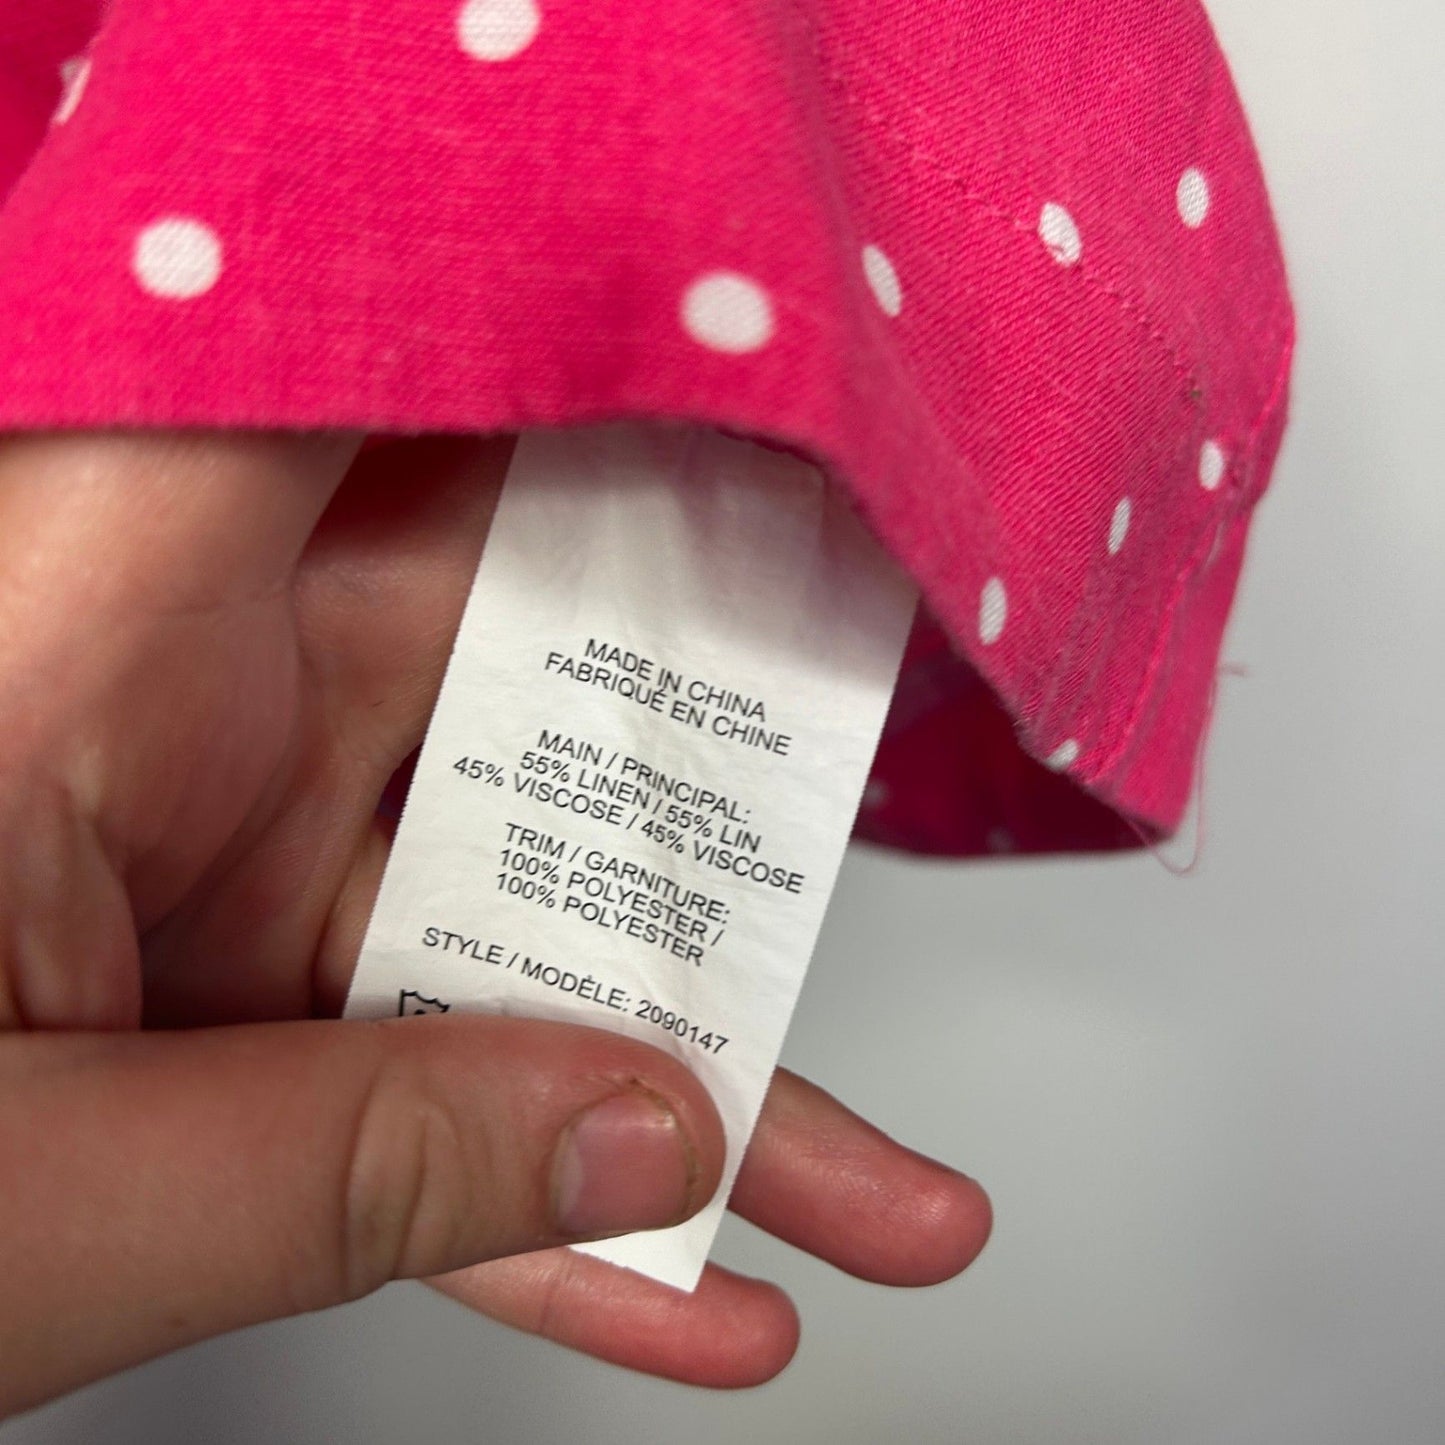 MADE IN CHINA
FABRIQUÉ EN CHINE
MAIN / PRINCIPAL:
55% LINEN / 55% LIN
45% VISCOSE / 45% VISCOSE
TRIM / GARNITURE:
100% POLYESTER /
100% POLYESTER
STYLE / MODÈLE: 2090147